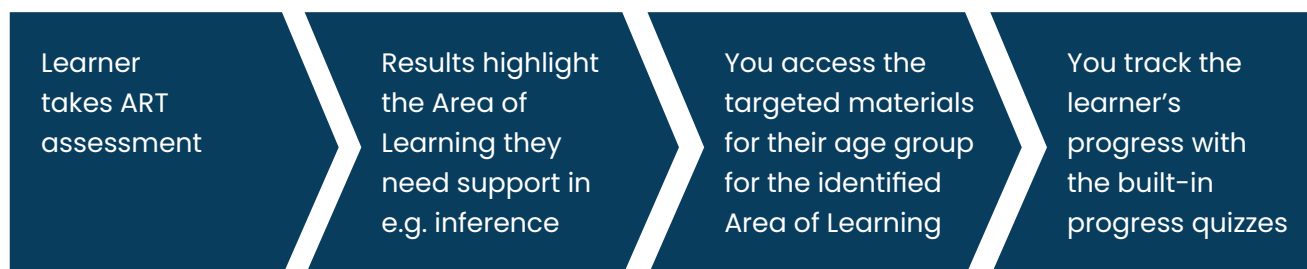 Learner
takes ART
assessment
Results highlight
the Area of
Learning they
need support in
e.g. inference
You access the
targeted materials
for their age group
for the identified
Area of Learning
You track the
learner’s
progress with
the built-in
progress quizzes